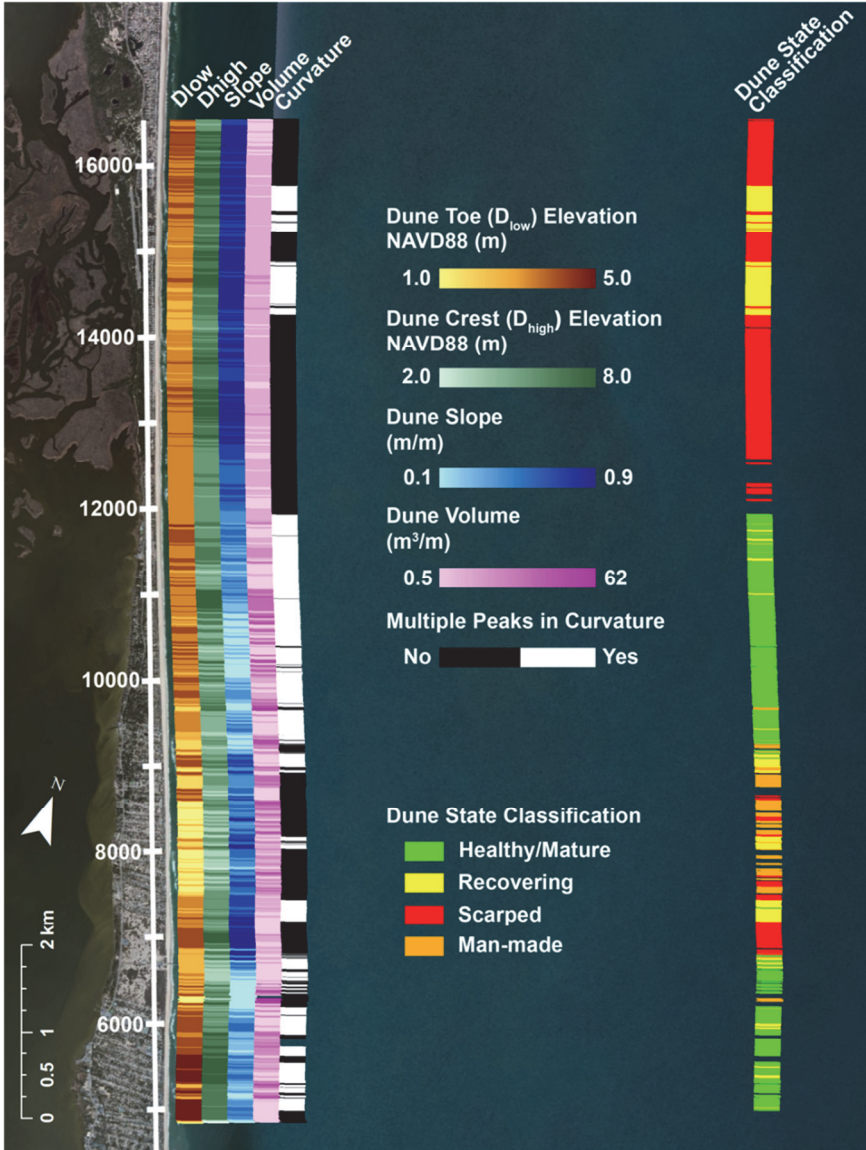 Dlow
Dhigh
Slope
Volume
Curvature
Dune State
Classification
16000
14000
12000
10000
8000
6000
Dune Toe (Dlow) Elevation
NAVD88 (m)
1.0 5.0
Dune Crest (Dhigh) Elevation
NAVD88 (m)
2.0 8.0
Dune Slope
(m/m)
0.1 0.9
Dune Volume
(m³/m)
0.5 62
Multiple Peaks in Curvature
No Yes
Dune State Classification
Healthy/Mature
Recovering
Scarped
Man-made
N
2 km
1
0.5
0